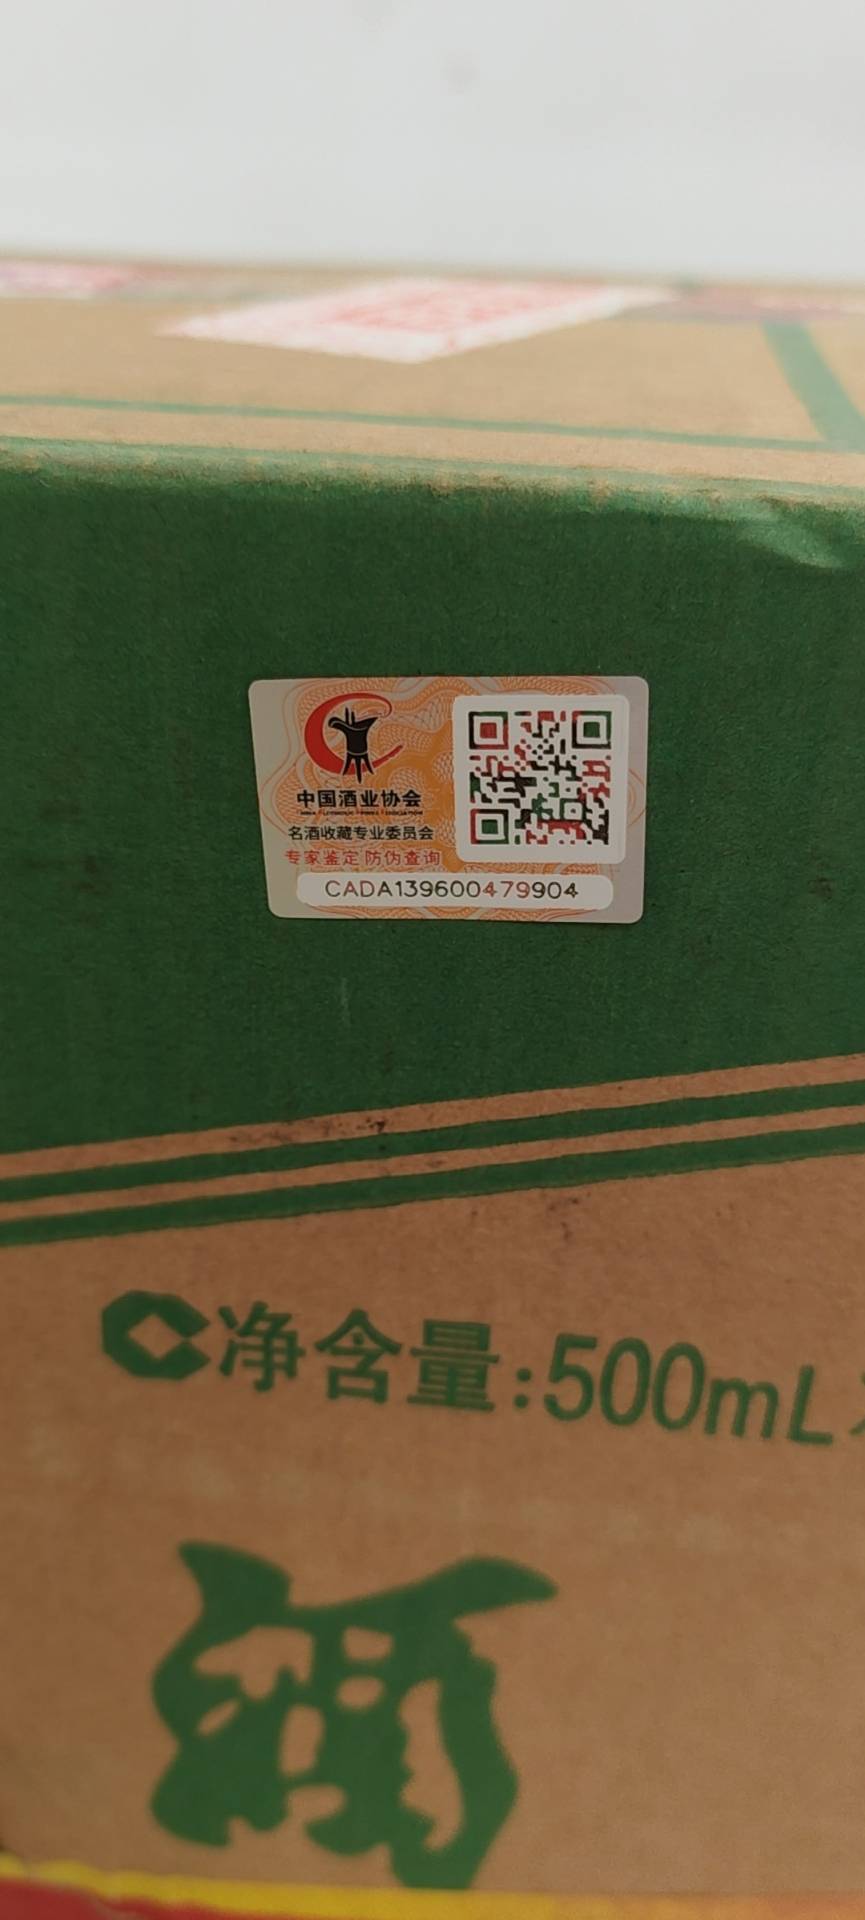 中国酒业协会
名酒收藏专业委员会
专家鉴定 防伪查询
CADA139600479904
净含量:500mL